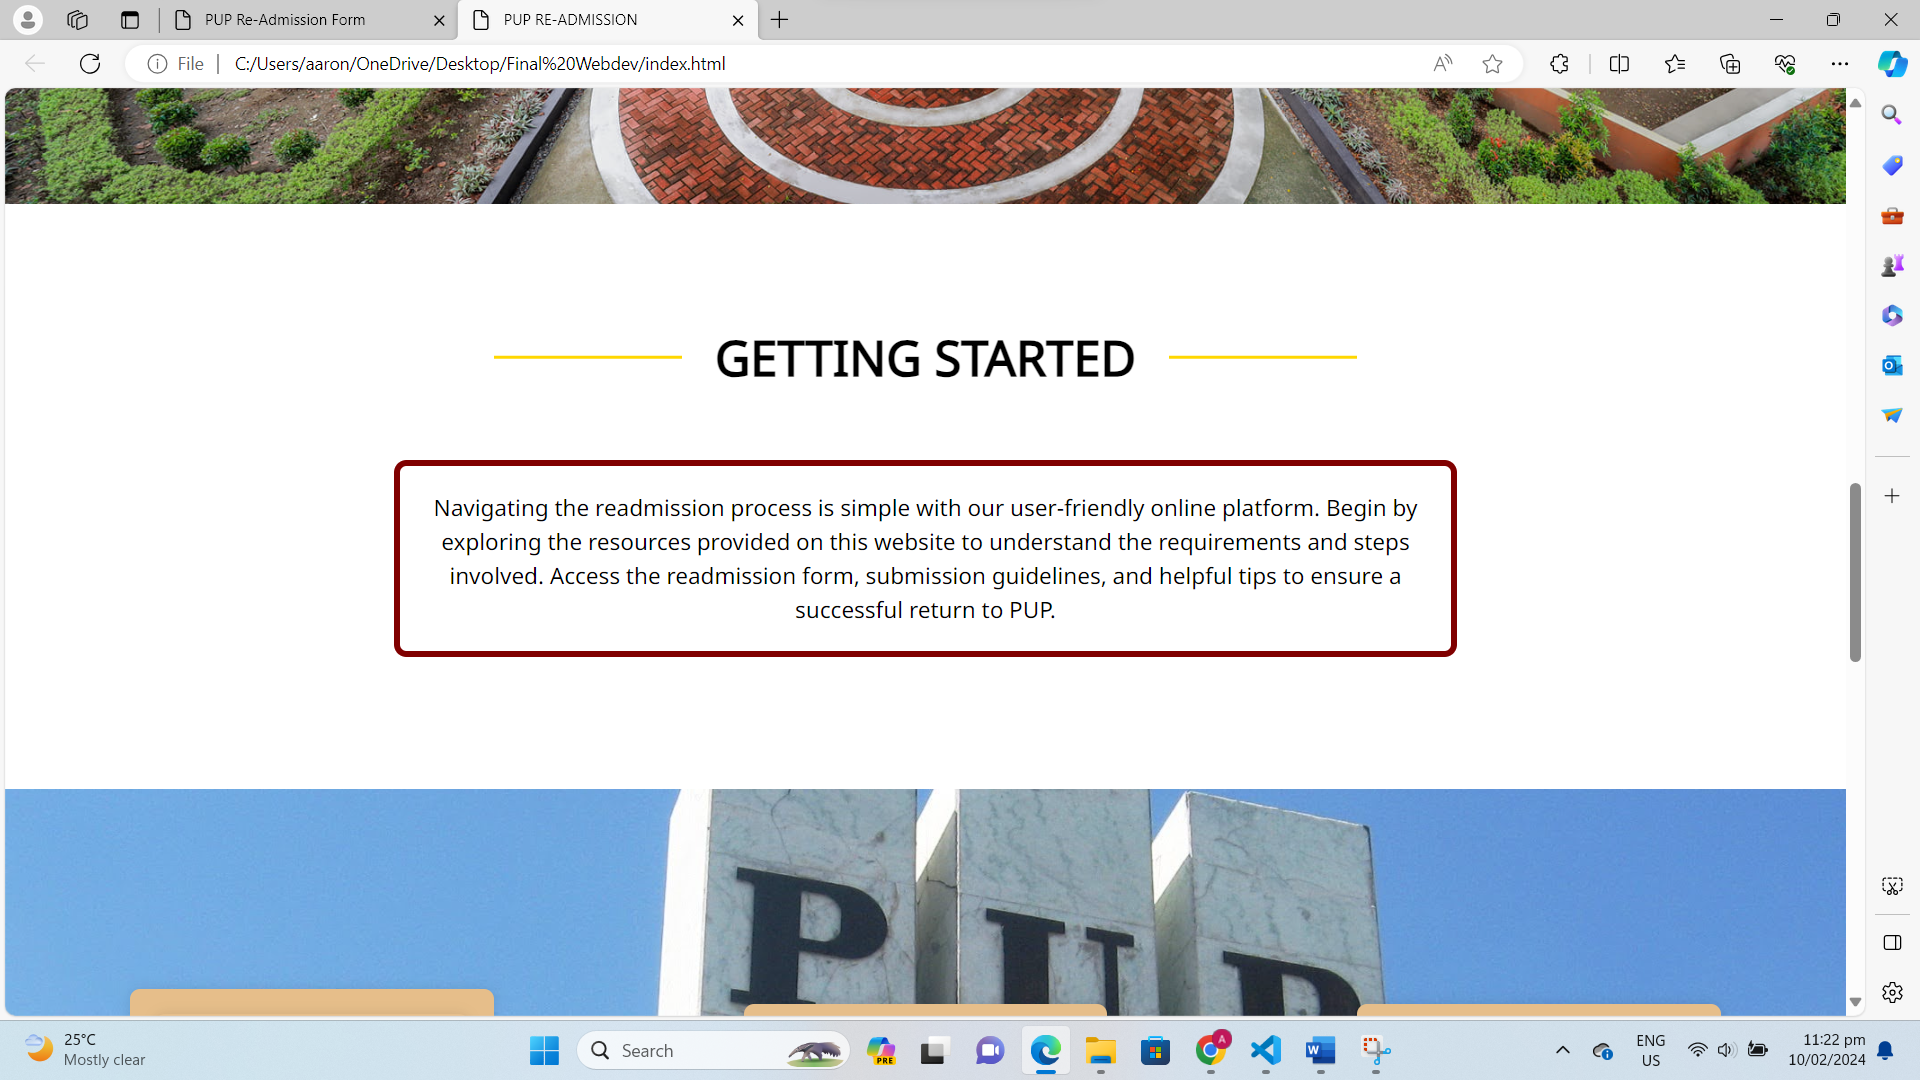 PUP Re-Admission Form
PUP RE-ADMISSION
File
C:/Users/aaron/OneDrive/Desktop/Final%20Webdev/index.html
GETTING STARTED
Navigating the readmission process is simple with our user-friendly online platform. Begin by
exploring the resources provided on this website to understand the requirements and steps
involved. Access the readmission form, submission guidelines, and helpful tips to ensure a
successful return to PUP.
PUP
25°C
Mostly clear
Search
PRE
A
ENG
US
11:22 pm
10/02/2024